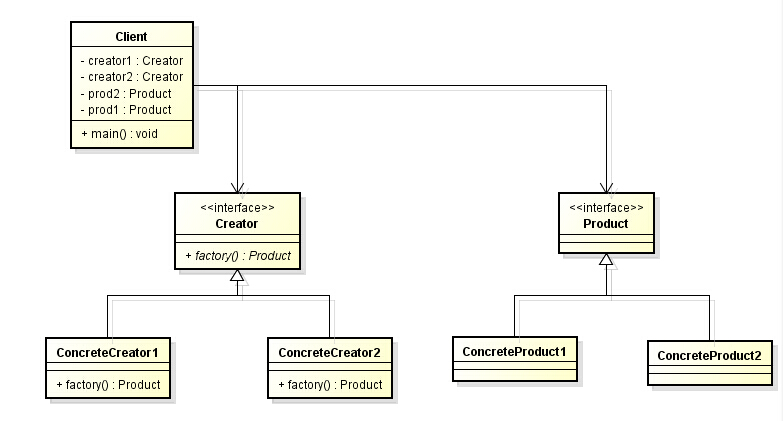 Client
- creator1 : Creator
- creator2 : Creator
- prod2 : Product
- prod1 : Product
+ main() : void
<<interface>>
Creator
+ factory() : Product
<<interface>>
Product
ConcreteCreator1
+ factory() : Product
ConcreteCreator2
+ factory() : Product
ConcreteProduct1
ConcreteProduct2